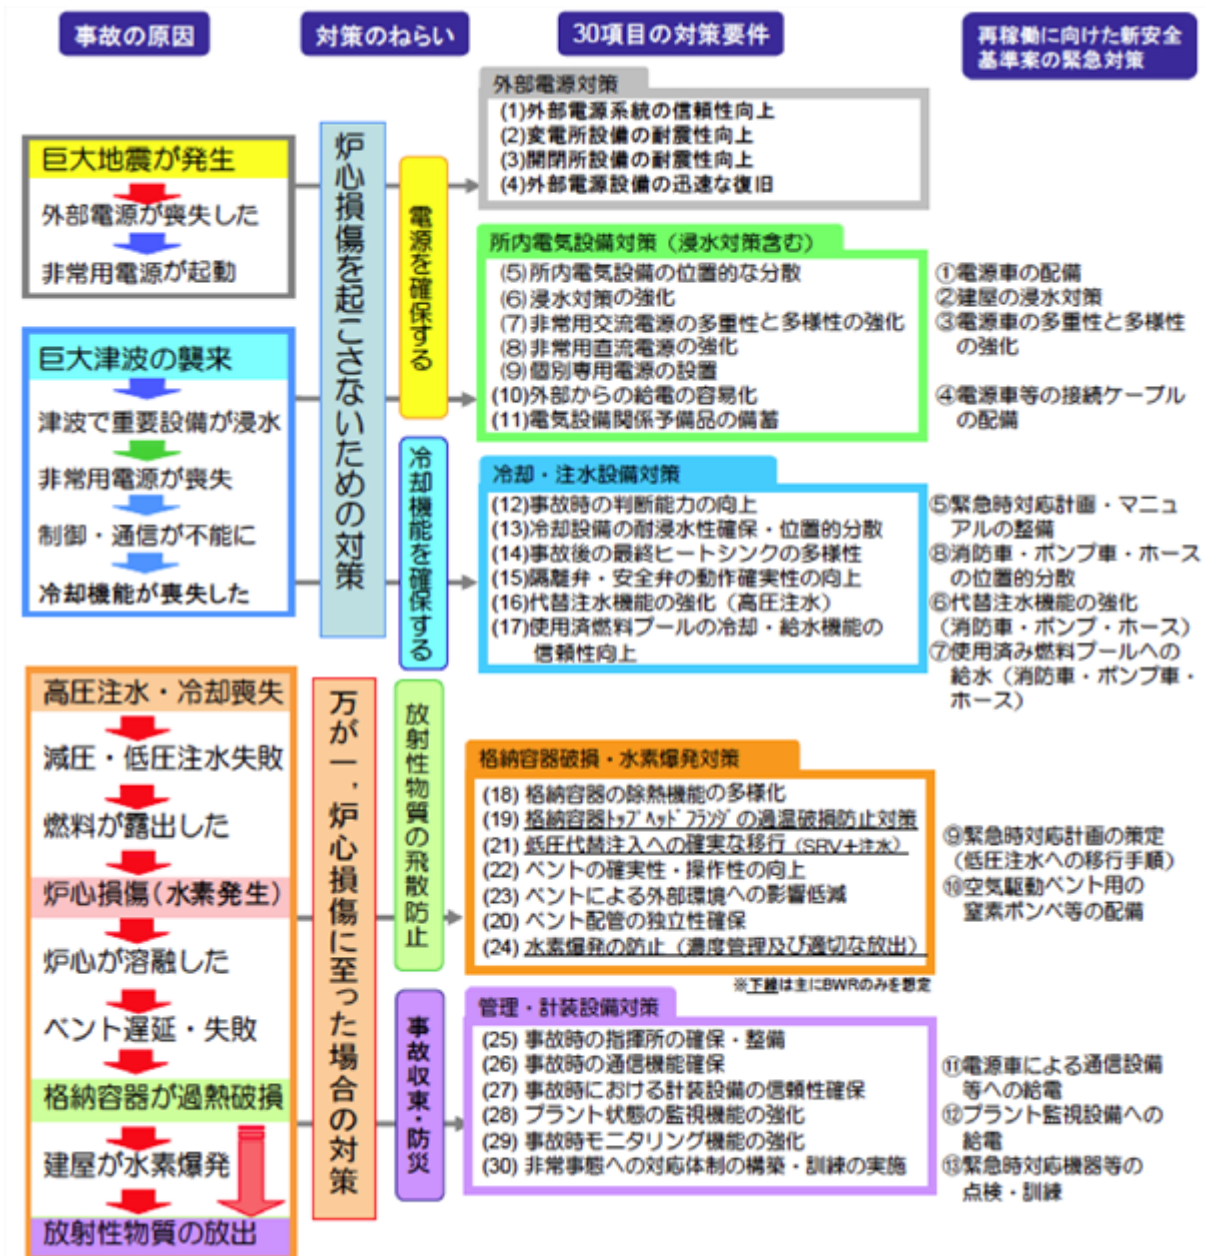 事故の原因
対策のねらい
30項目の対策要件
再稼働に向けた新安全
基準案の緊急対策
巨大地震が発生
外部電源が喪失した
非常用電源が起動
巨大津波の襲来
津波で重要設備が浸水
非常用電源が喪失
制御・通信が不能に
冷却機能が喪失した
高圧注水・冷却喪失
減圧・低圧注水失敗
燃料が露出した
炉心損傷(水素発生)
炉心が溶融した
ベント遅延・失敗
格納容器が過熱破損
建屋が水素爆発
放射性物質の放出
炉心損傷を起こさないための対策
万が一，炉心損傷に至った場合の対策
電源を確保する
冷却機能を確保する
放射性物質の飛散防止
事故収束・防災
外部電源対策
(1)外部電源系統の信頼性向上
(2)変電所設備の耐震性向上
(3)開閉所設備の耐震性向上
(4)外部電源設備の迅速な復旧
所内電気設備対策（浸水対策含む）
(5)所内電気設備の位置的な分散
(6)浸水対策の強化
(7)非常用交流電源の多重性と多様性の強化
(8)非常用直流電源の強化
(9)個別専用電源の設置
(10)外部からの給電の容易化
(11)電気設備関係予備品の備蓄
冷却・注水設備対策
(12)事故時の判断能力の向上
(13)冷却設備の耐浸水性確保・位置的分散
(14)事故後の最終ヒートシンクの多様性
(15)隔離弁・安全弁の動作確実性の向上
(16)代替注水機能の強化（高圧注水）
(17)使用済燃料プールの冷却・給水機能の
信頼性向上
格納容器破損・水素爆発対策
(18) 格納容器の除熱機能の多様化
(19) 格納容器ﾄｯﾌﾟﾍｯﾄﾞﾌﾗﾝｼﾞの過温破損防止対策
(21) 低圧代替注入への確実な移行（SRV+注水）
(22) ベントの確実性・操作性の向上
(23) ベントによる外部環境への影響低減
(20) ベント配管の独立性確保
(24) 水素爆発の防止（濃度管理及び適切な放出）
※下線は主にBWRのみを想定
管理・計装設備対策
(25) 事故時の指揮所の確保・整備
(26) 事故時の通信機能確保
(27) 事故時における計装設備の信頼性確保
(28) プラント状態の監視機能の強化
(29) 事故時モニタリング機能の強化
(30) 非常事態への対応体制の構築・訓練の実施
①電源車の配備
②建屋の浸水対策
③電源車の多重性と多様性
の強化
④電源車等の接続ケーブル
の配備
⑤緊急時対応計画・マニュ
アルの整備
⑧消防車・ポンプ車・ホース
の位置的分散
⑥代替注水機能の強化
（消防車・ポンプ・ホース）
⑦使用済み燃料プールへの
給水（消防車・ポンプ車・
ホース）
⑨緊急時対応計画の策定
（低圧注水への移行手順）
⑩空気駆動ベント用の
窒素ボンベ等の配備
⑪電源車による通信設備
等への給電
⑫プラント監視設備への
給電
⑬緊急時対応機器等の
点検・訓練